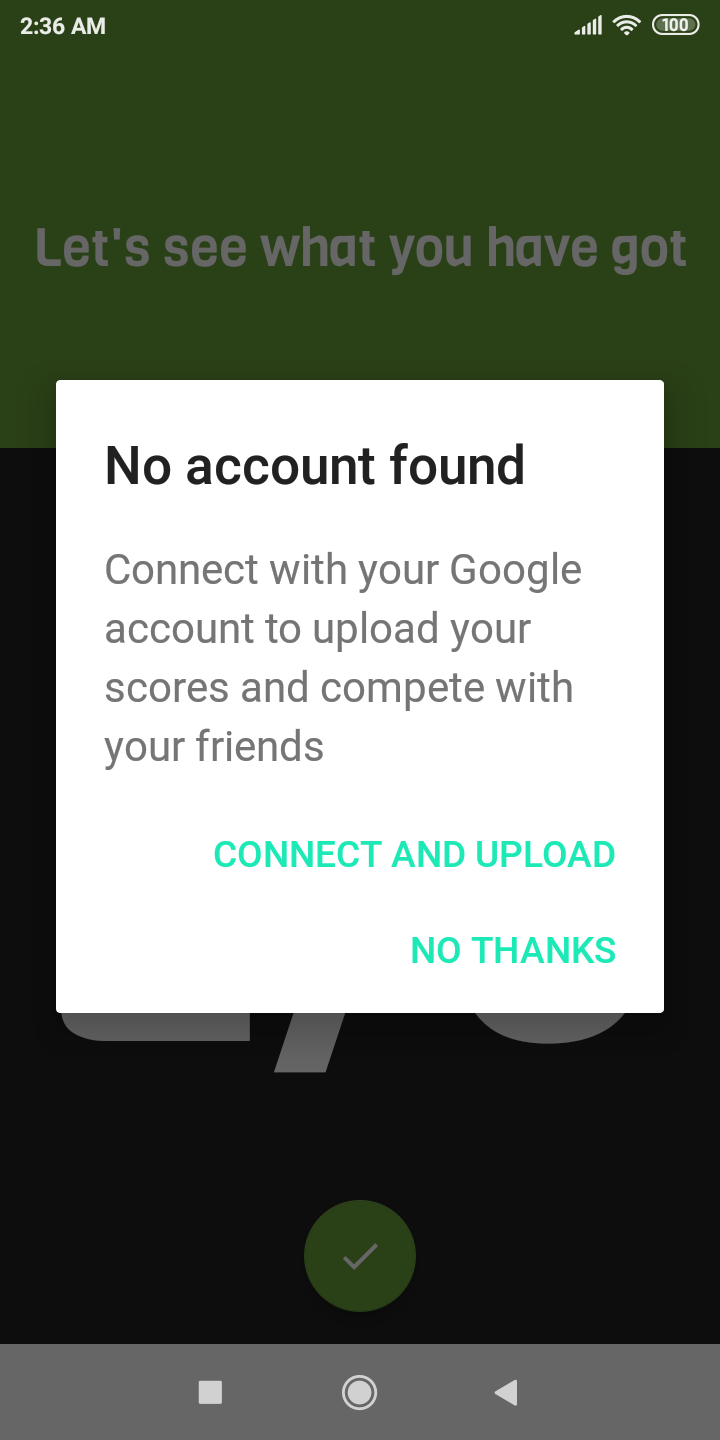 2:36 AM
100
Let's see what you have got
No account found
Connect with your Google
account to upload your
scores and compete with
your friends
CONNECT AND UPLOAD
NO THANKS